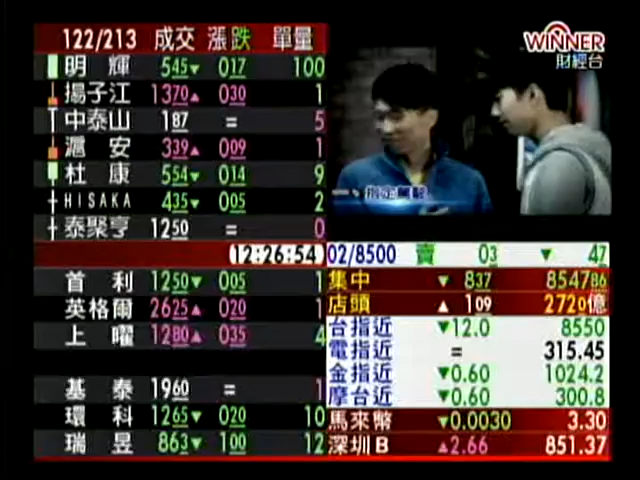 122/213 成交 漲跌 單量
WINNER
財經台
明輝 545▼ 017 100
揚子江 1370▲ 030 1
中泰山 187 = 5
滬安 339▲ 009 1
杜康 554▼ 014 9
HISAKA 435▼ 005 2
泰聚亨 1250 = 0
一、指定駕駛
12:26:54 02/8500 賣 03 ▼ 47
首利 1250▼ 005 1
英格爾 2625▲ 020 1
上曜 1280▲ 035 4
基泰 1960 = 1
環科 1265▼ 020 10
瑞昱 863▼ 100 12
集中 ▼ 837 854786
店頭 ▲ 109 2720億
台指近 ▼12.0 8550
電指近 = 315.45
金指近 ▼0.60 1024.2
摩台近 ▼0.60 300.8
馬來幣 ▼0.0030 3.30
深圳B ▲2.66 851.37